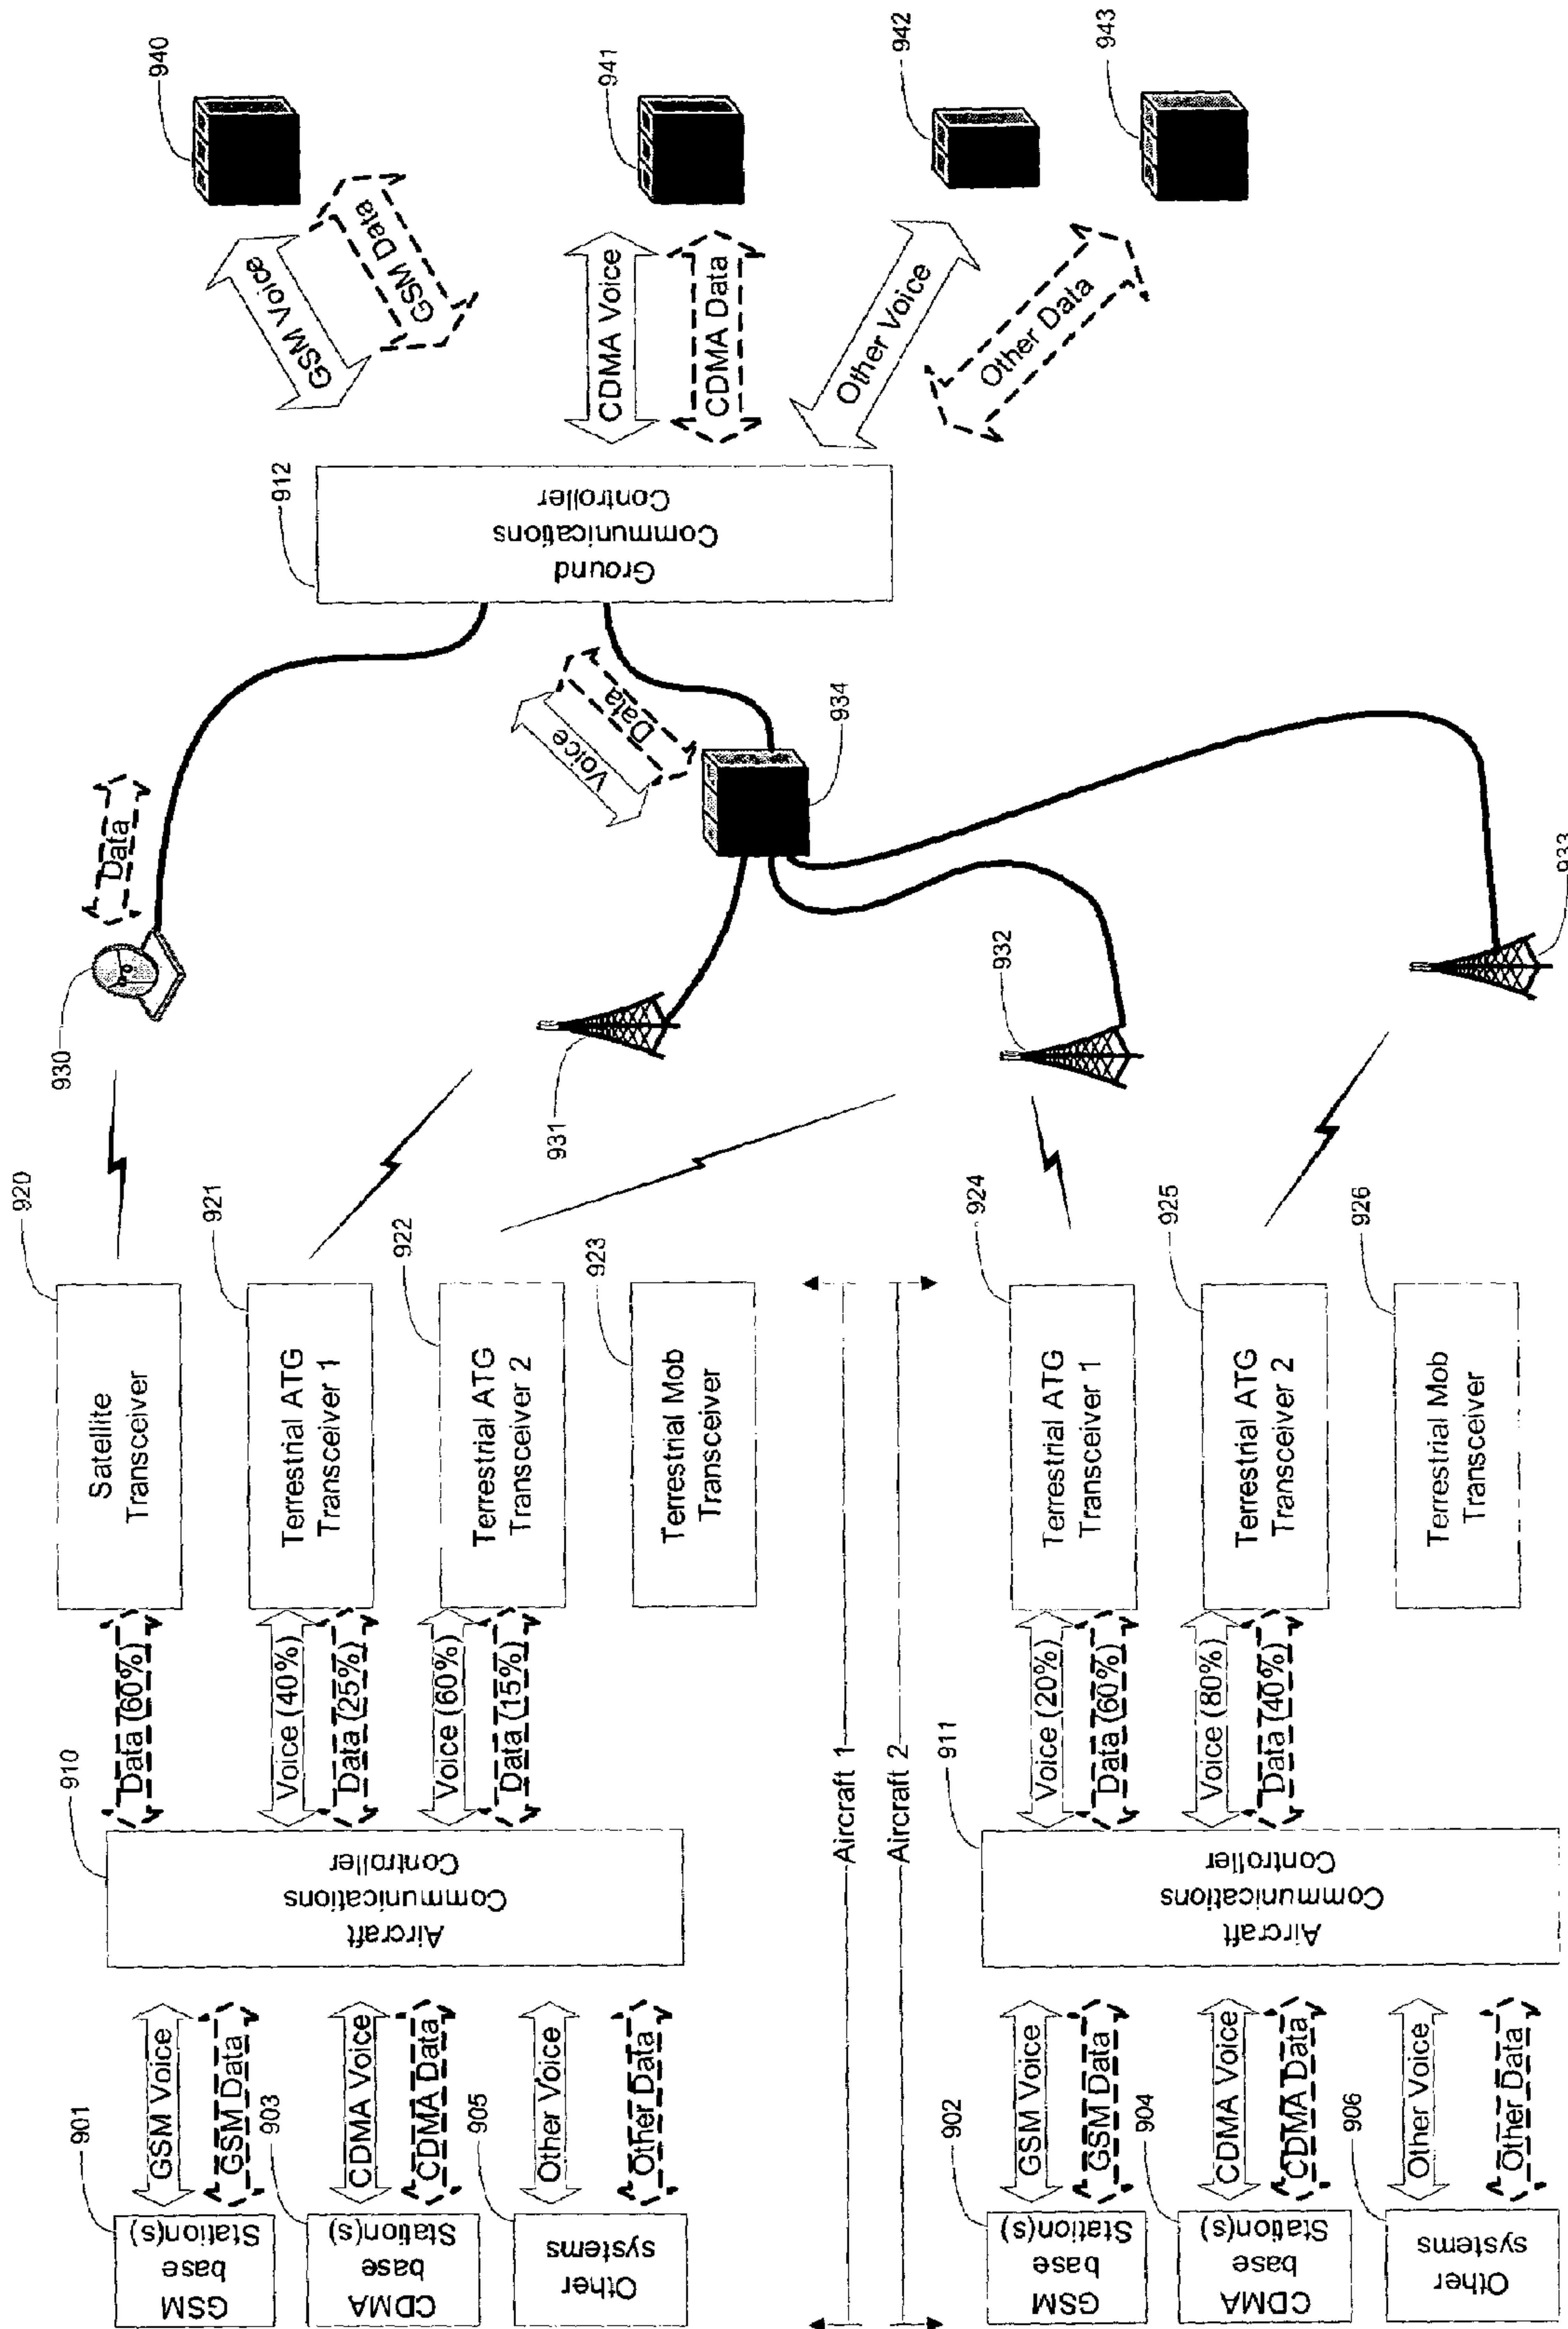 901
GSM
base
Station(s)
GSM Voice
GSM Data
903
CDMA
base
Station(s)
CDMA Voice
CDMA Data
905
Other
systems
Other Voice
Other Data
910
Aircraft
Communications
Controller
Data (60%)
Voice (40%)
Data (25%)
Voice (60%)
Data (15%)
920
Satellite
Transceiver
921
Terrestrial ATG
Transceiver 1
922
Terrestrial ATG
Transceiver 2
923
Terrestrial Mob
Transceiver
Aircraft 1
Aircraft 2
902
GSM
base
Station(s)
GSM Voice
GSM Data
904
CDMA
base
Station(s)
CDMA Voice
CDMA Data
906
Other
systems
Other Voice
Other Data
911
Aircraft
Communications
Controller
Voice (20%)
Data (60%)
Voice (80%)
Data (40%)
924
Terrestrial ATG
Transceiver 1
925
Terrestrial ATG
Transceiver 2
926
Terrestrial Mob
Transceiver
930
Data
931
932
933
934
Voice
Data
912
Ground
Communications
Controller
GSM Voice
GSM Data
940
CDMA Voice
CDMA Data
941
Other Voice
942
Other Data
943